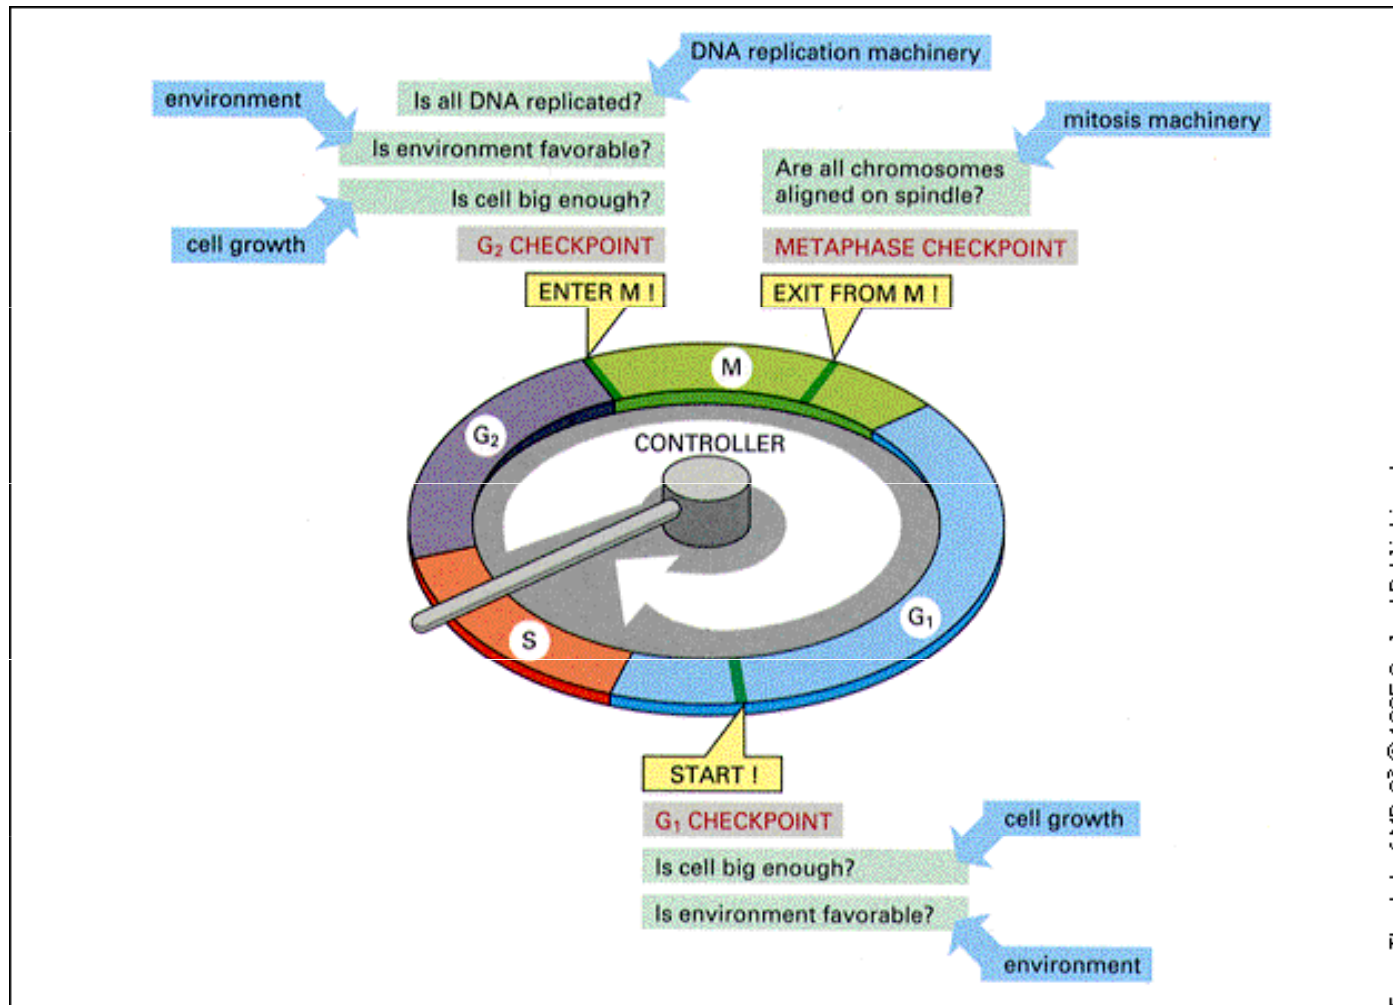 DNA replication machinery
environment
Is all DNA replicated?
mitosis machinery
Is environment favorable?
Are all chromosomes
aligned on spindle?
Is cell big enough?
cell growth
G₂ CHECKPOINT
METAPHASE CHECKPOINT
ENTER M !
EXIT FROM M !
M
G₂
CONTROLLER
G₁
S
START !
G₁ CHECKPOINT
cell growth
Is cell big enough?
Is environment favorable?
environment